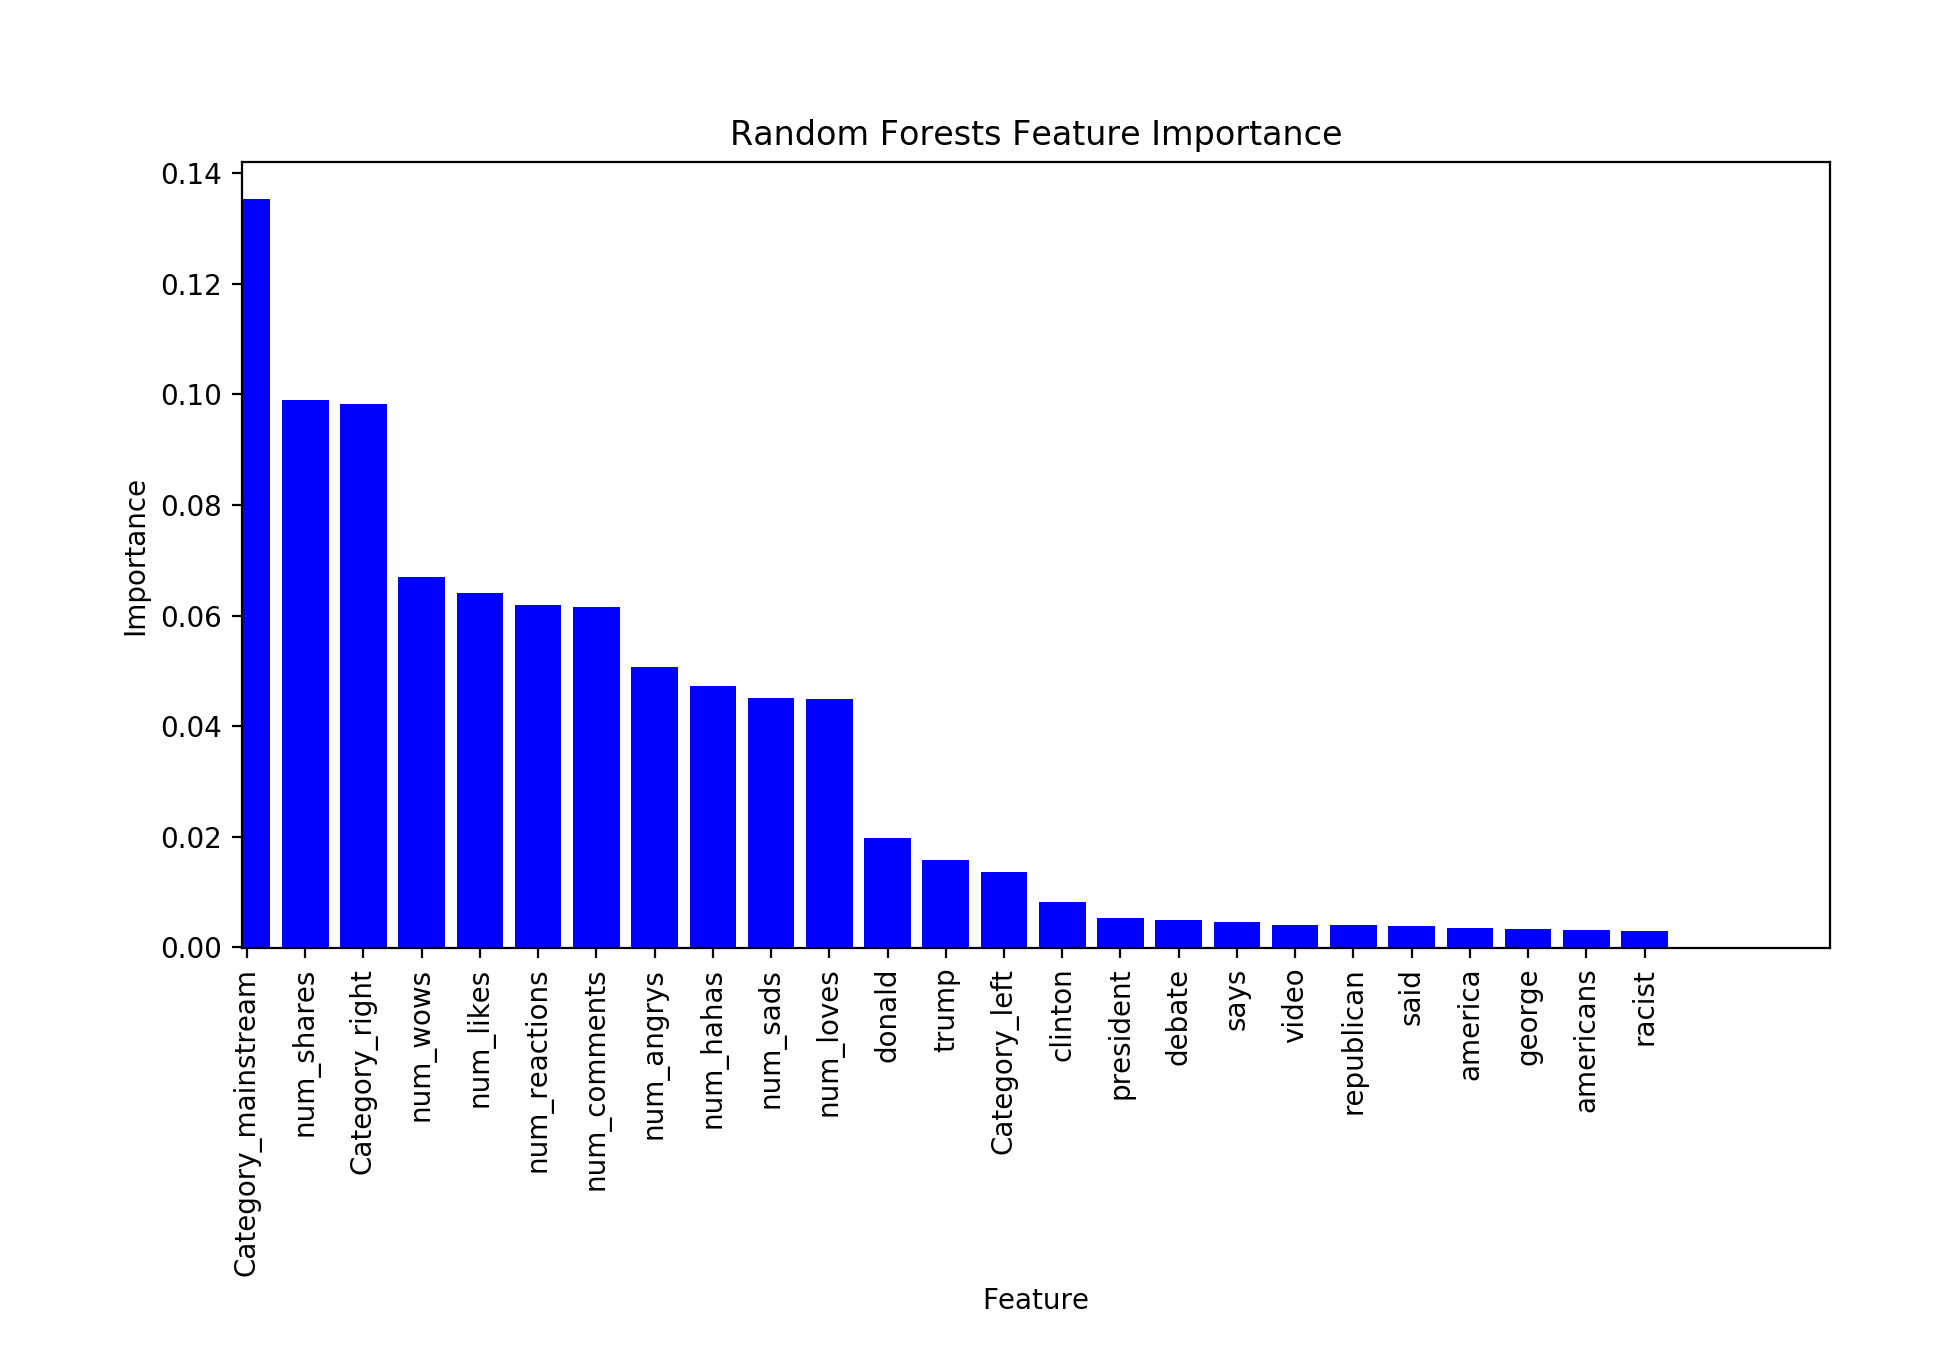 Random Forests Feature Importance
0.14
0.12
0.10
0.08
0.06
0.04
0.02
0.00
Importance
Category_mainstream
num_shares
Category_right
num_wows
num_likes
num_reactions
num_comments
num_angrys
num_hahas
num_sads
num_loves
donald
trump
Category_left
clinton
president
debate
says
video
republican
said
america
george
americans
racist
Feature